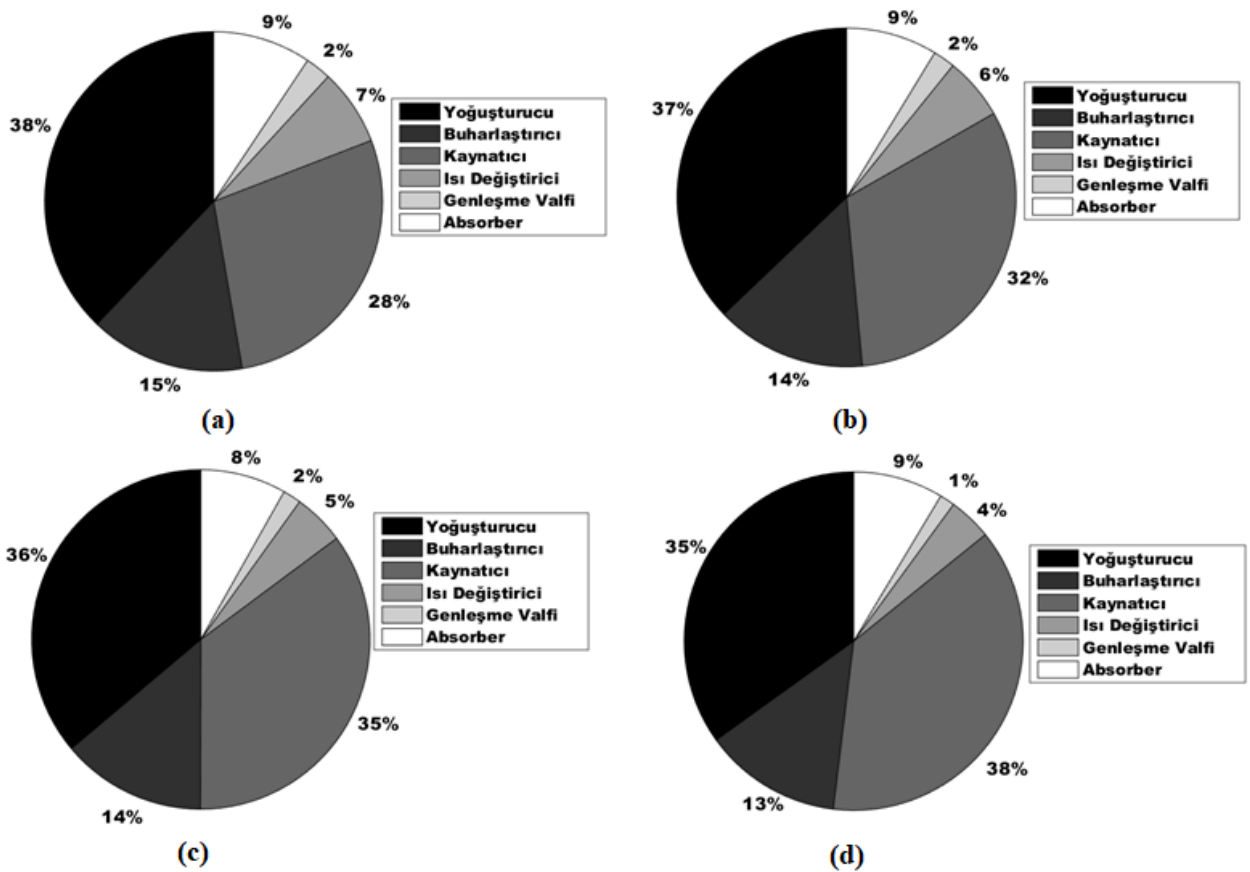 9%
2%
7%
38%
28%
15%
Yoğuşturucu
Buharlaştırıcı
Kaynatıcı
Isı Değiştirici
Genleşme Valfi
Absorber
(a)
9%
2%
6%
37%
32%
14%
Yoğuşturucu
Buharlaştırıcı
Kaynatıcı
Isı Değiştirici
Genleşme Valfi
Absorber
(b)
8%
2%
5%
36%
35%
14%
Yoğuşturucu
Buharlaştırıcı
Kaynatıcı
Isı Değiştirici
Genleşme Valfi
Absorber
(c)
9%
1%
4%
35%
38%
13%
Yoğuşturucu
Buharlaştırıcı
Kaynatıcı
Isı Değiştirici
Genleşme Valfi
Absorber
(d)